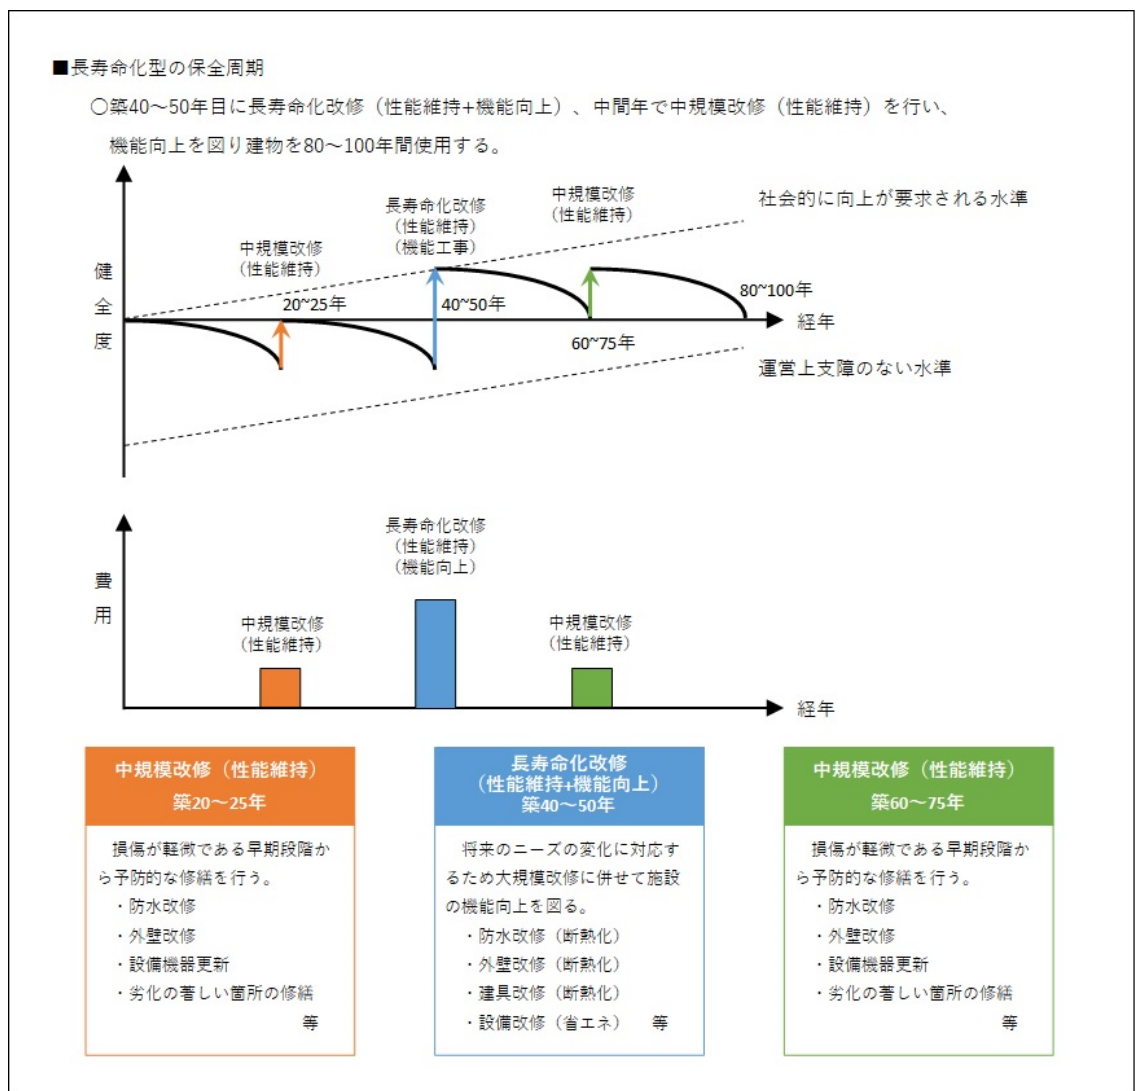 ■長寿命化型の保全周期
○築40～50年目に長寿命化改修（性能維持+機能向上）、中間年で中規模改修（性能維持）を行い、
機能向上を図り建物を80～100年間使用する。
健全度
中規模改修
(性能維持)
長寿命化改修
(性能維持)
(機能工事)
中規模改修
(性能維持)
社会的に向上が要求される水準
20~25年
40~50年
60~75年
80~100年
経年
運営上支障のない水準
費用
中規模改修
(性能維持)
長寿命化改修
(性能維持)
(機能向上)
中規模改修
(性能維持)
経年
中規模改修（性能維持）
築20～25年
損傷が軽微である早期段階か
ら予防的な修繕を行う。
・防水改修
・外壁改修
・設備機器更新
・劣化の著しい箇所の修繕
等
長寿命化改修
(性能維持+機能向上)
築40～50年
将来のニーズの変化に対応す
るため大規模改修に併せて施設
の機能向上を図る。
・防水改修（断熱化）
・外壁改修（断熱化）
・建具改修（断熱化）
・設備改修（省エネ）　等
中規模改修（性能維持）
築60～75年
損傷が軽微である早期段階か
ら予防的な修繕を行う。
・防水改修
・外壁改修
・設備機器更新
・劣化の著しい箇所の修繕
等